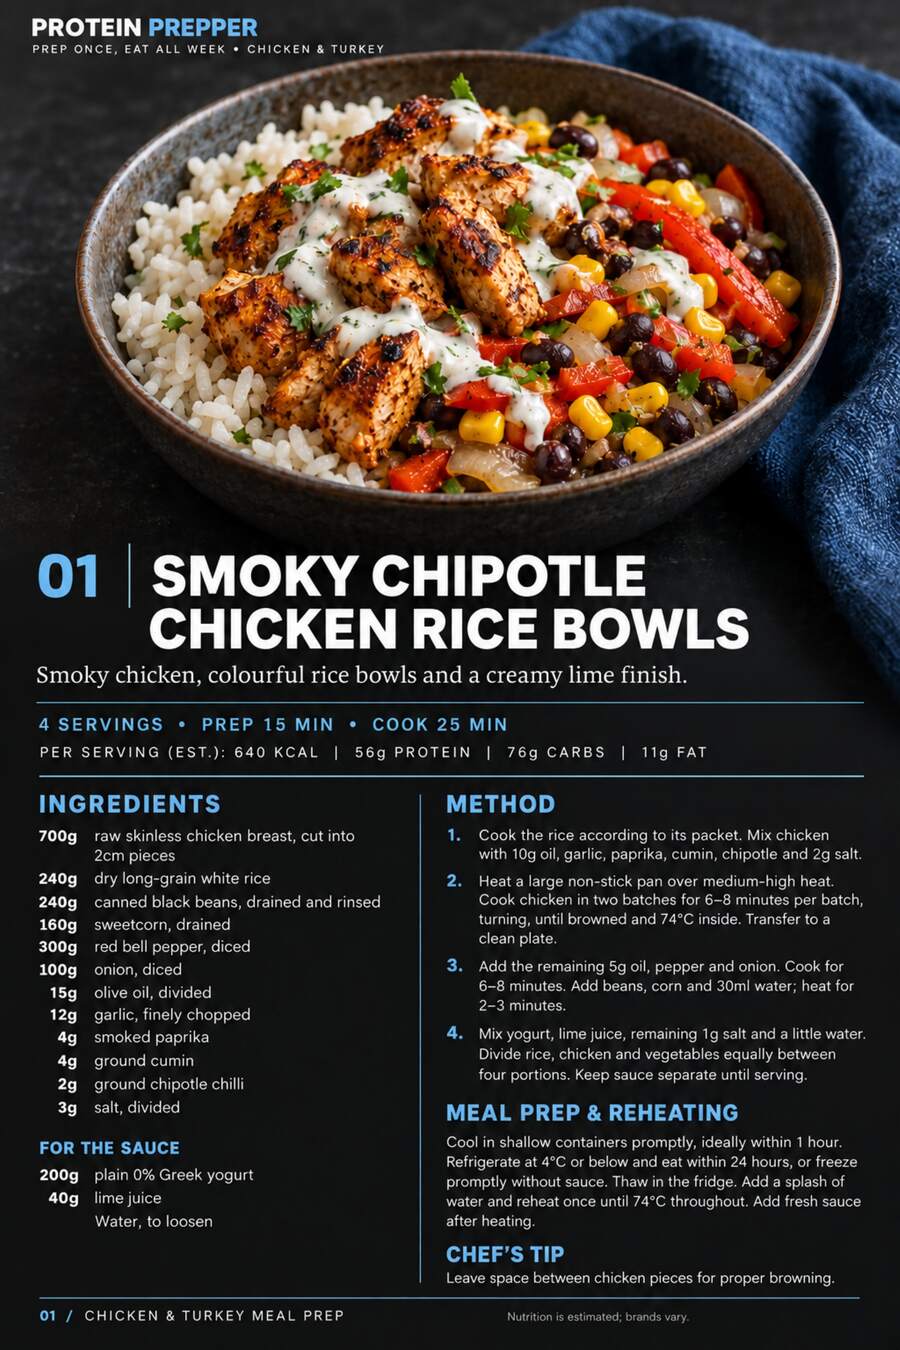 PROTEIN PREPPER
PREP ONCE, EAT ALL WEEK • CHICKEN & TURKEY
01
SMOKY CHIPOTLE
CHICKEN RICE BOWLS
Smoky chicken, colourful rice bowls and a creamy lime finish.
4 SERVINGS • PREP 15 MIN • COOK 25 MIN
PER SERVING (EST.): 640 KCAL | 56g PROTEIN | 76g CARBS | 11g FAT
INGREDIENTS
700g raw skinless chicken breast, cut into
2cm pieces
240g dry long-grain white rice
240g canned black beans, drained and rinsed
160g sweetcorn, drained
300g red bell pepper, diced
100g onion, diced
15g olive oil, divided
12g garlic, finely chopped
4g smoked paprika
4g ground cumin
2g ground chipotle chilli
3g salt, divided
FOR THE SAUCE
200g plain 0% Greek yogurt
40g lime juice
Water, to loosen
METHOD
1. Cook the rice according to its packet. Mix chicken
with 10g oil, garlic, paprika, cumin, chipotle and 2g salt.
2. Heat a large non-stick pan over medium-high heat.
Cook chicken in two batches for 6–8 minutes per batch,
turning, until browned and 74°C inside. Transfer to a
clean plate.
3. Add the remaining 5g oil, pepper and onion. Cook for
6–8 minutes. Add beans, corn and 30ml water; heat for
2–3 minutes.
4. Mix yogurt, lime juice, remaining 1g salt and a little water.
Divide rice, chicken and vegetables equally between
four portions. Keep sauce separate until serving.
MEAL PREP & REHEATING
Cool in shallow containers promptly, ideally within 1 hour.
Refrigerate at 4°C or below and eat within 24 hours, or freeze
promptly without sauce. Thaw in the fridge. Add a splash of
water and reheat once until 74°C throughout. Add fresh sauce
after heating.
CHEF'S TIP
Leave space between chicken pieces for proper browning.
01 / CHICKEN & TURKEY MEAL PREP
Nutrition is estimated; brands vary.